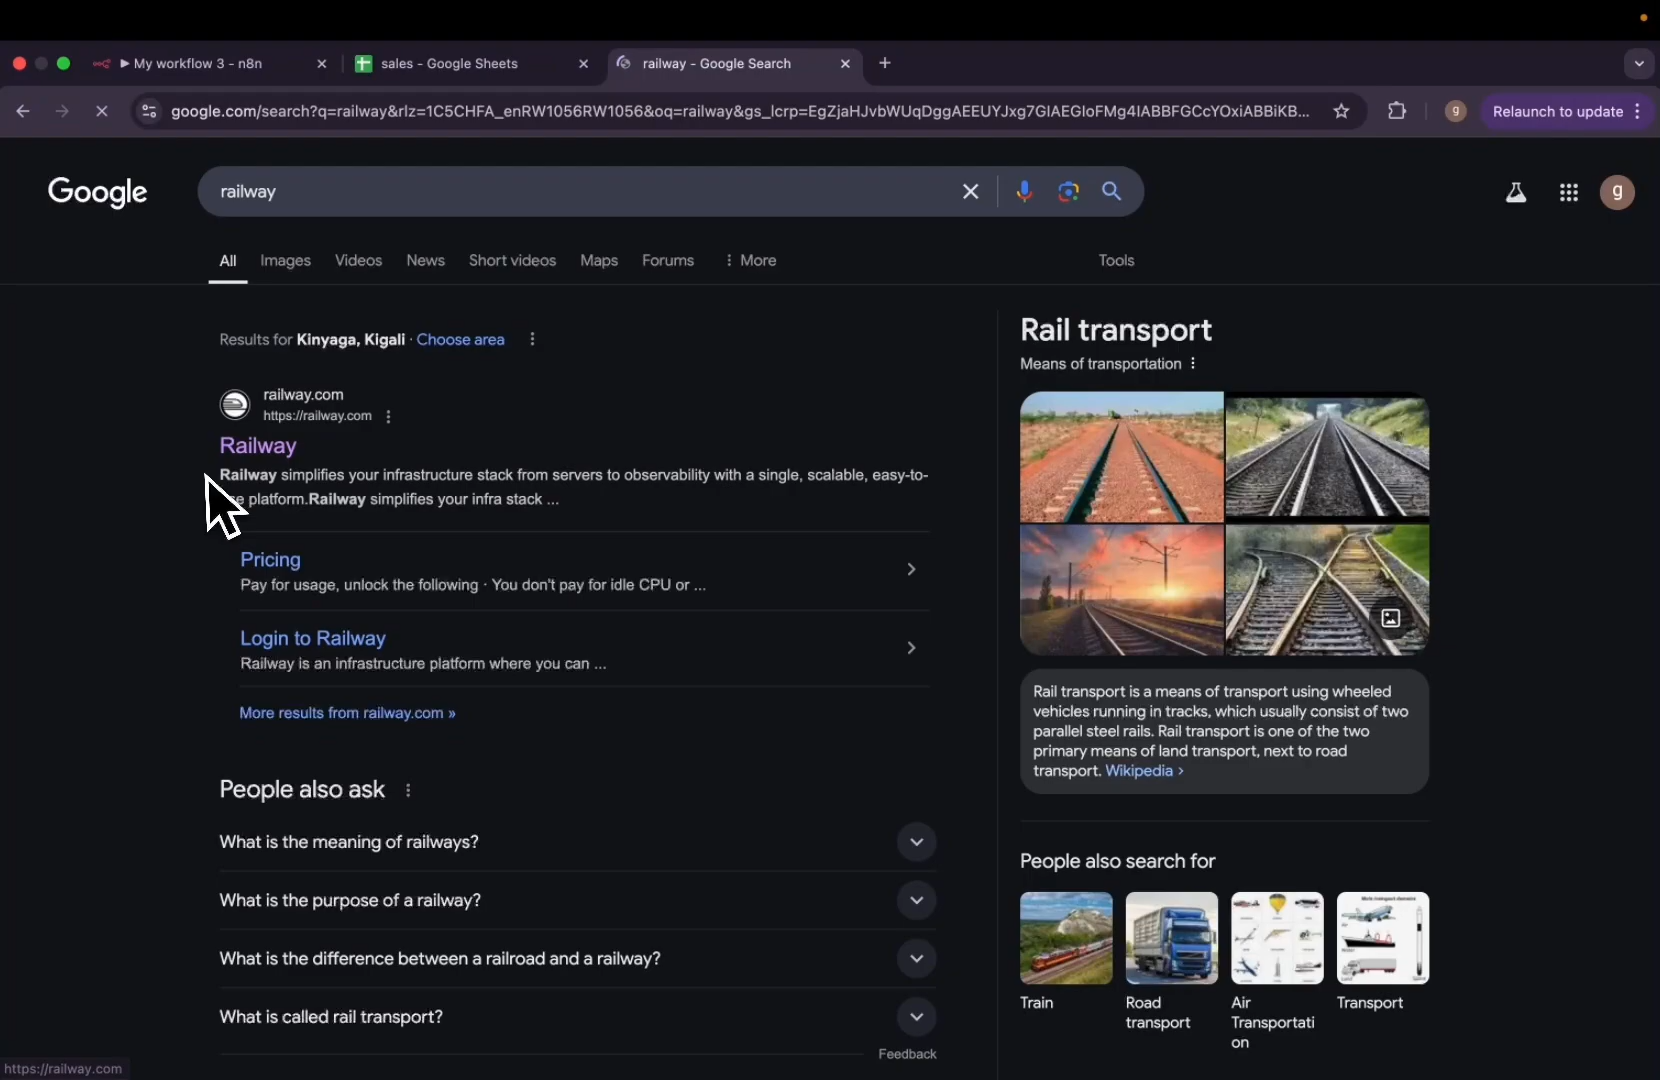 My workflow 3 - n8n
sales - Google Sheets
railway - Google Search
google.com/search?q=railway&rlz=1C5CHFA_enRW1056RW1056&oq=railway&gs_lcrp=EgZjaHJvbWUqDggAEEUYJxg7GIAEGIoFMg4IABBFGCcYOxiABBiKB...
g
Relaunch to update
Google
railway
g
All
Images
Videos
News
Short videos
Maps
Forums
More
Tools
Results for Kinyaga, Kigali · Choose area
railway.com
https://railway.com
Railway
Railway simplifies your infrastructure stack from servers to observability with a single, scalable, easy-to-
platform.Railway simplifies your infra stack ...
Pricing
Pay for usage, unlock the following · You don't pay for idle CPU or ...
Login to Railway
Railway is an infrastructure platform where you can ...
More results from railway.com »
People also ask
What is the meaning of railways?
What is the purpose of a railway?
What is the difference between a railroad and a railway?
What is called rail transport?
Feedback
Rail transport
Means of transportation
Rail transport is a means of transport using wheeled
vehicles running in tracks, which usually consist of two
parallel steel rails. Rail transport is one of the two
primary means of land transport, next to road
transport. Wikipedia ›
People also search for
Train
Road
transport
Air
Transportati
on
Transport
https://railway.com